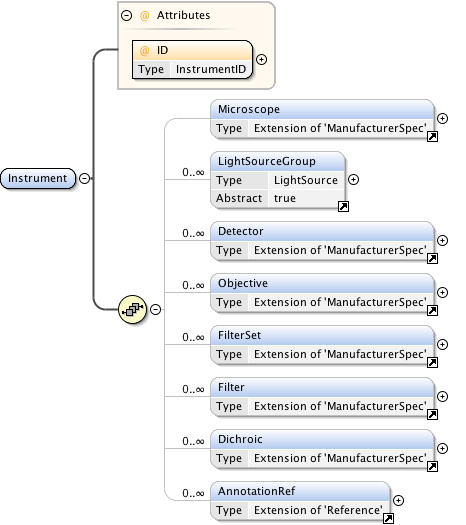 @ Attributes
@ ID
Type InstrumentID
Instrument
Microscope
Type Extension of 'ManufacturerSpec'
0..∞
LightSourceGroup
Type LightSource
Abstract true
0..∞
Detector
Type Extension of 'ManufacturerSpec'
0..∞
Objective
Type Extension of 'ManufacturerSpec'
0..∞
FilterSet
Type Extension of 'ManufacturerSpec'
0..∞
Filter
Type Extension of 'ManufacturerSpec'
0..∞
Dichroic
Type Extension of 'ManufacturerSpec'
0..∞
AnnotationRef
Type Extension of 'Reference'